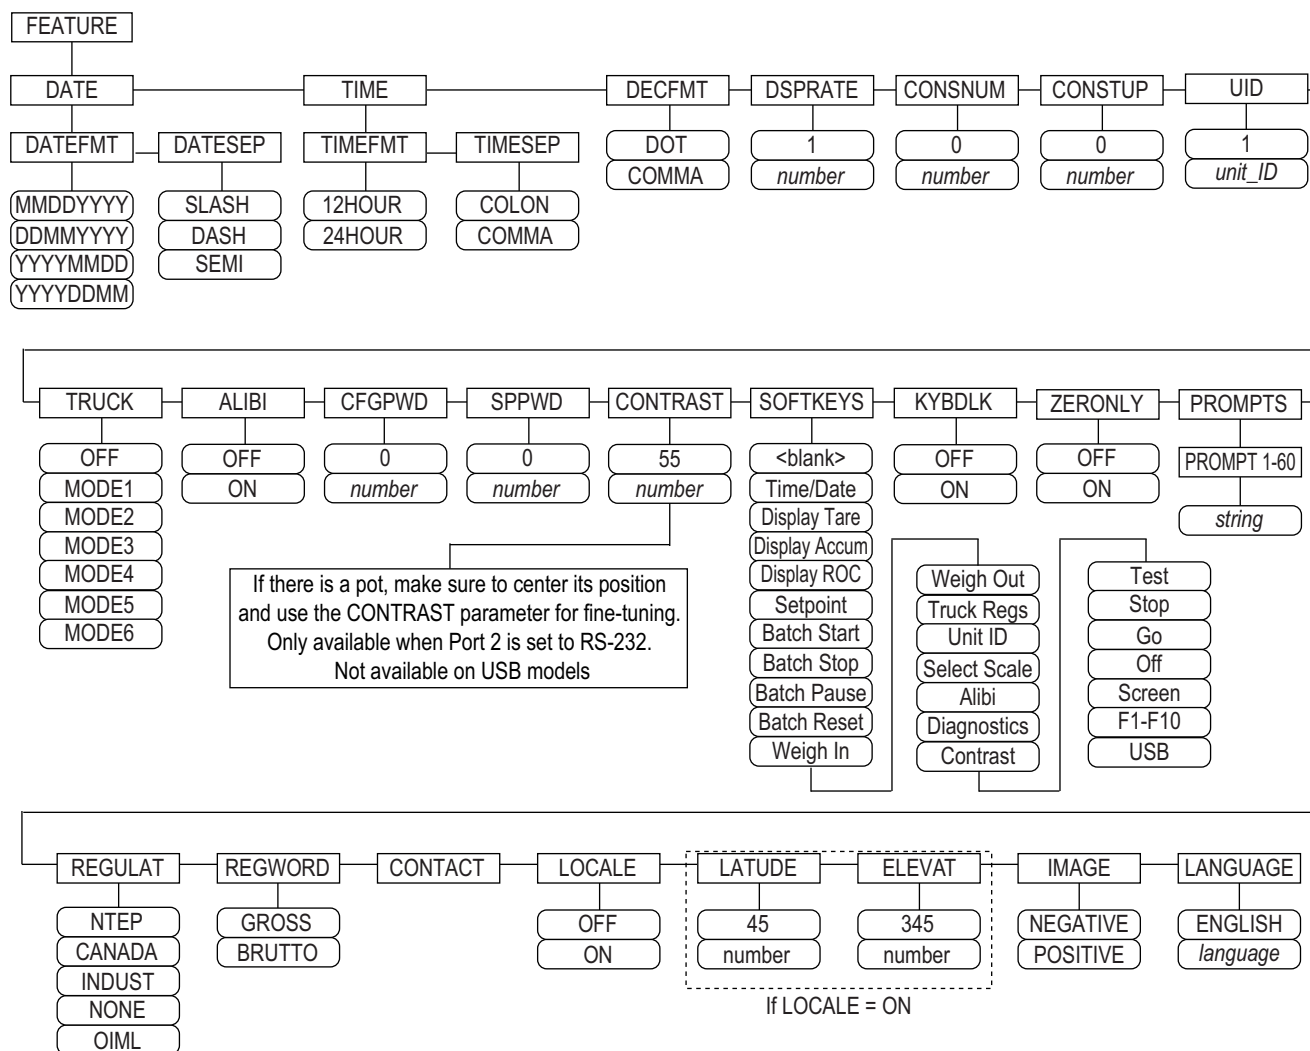 FEATURE
DATE
TIME
DECFMT
DSPRATE
CONSNUM
CONSTUP
UID
DATEFMT
DATESEP
TIMEFMT
TIMESEP
DOT
COMMA
1
number
0
number
0
number
1
unit_ID
MMDDYYYY
DDMMYYYY
YYYYMMDD
YYYYDDMM
SLASH
DASH
SEMI
12HOUR
24HOUR
COLON
COMMA
TRUCK
ALIBI
CFGPWD
SPPWD
CONTRAST
SOFTKEYS
KYBDLK
ZERONLY
PROMPTS
OFF
MODE1
MODE2
MODE3
MODE4
MODE5
MODE6
OFF
ON
0
number
0
number
55
number
If there is a pot, make sure to center its position
and use the CONTRAST parameter for fine-tuning.
Only available when Port 2 is set to RS-232.
Not available on USB models
<blank>
Time/Date
Display Tare
Display Accum
Display ROC
Setpoint
Batch Start
Batch Stop
Batch Pause
Batch Reset
Weigh In
OFF
ON
Weigh Out
Truck Regs
Unit ID
Select Scale
Alibi
Diagnostics
Contrast
OFF
ON
Test
Stop
Go
Off
Screen
F1-F10
USB
PROMPT 1-60
string
REGULAT
REGWORD
CONTACT
LOCALE
LATUDE
ELEVAT
IMAGE
LANGUAGE
NTEP
CANADA
INDUST
NONE
OIML
GROSS
BRUTTO
OFF
ON
45
number
345
number
If LOCALE = ON
NEGATIVE
POSITIVE
ENGLISH
language